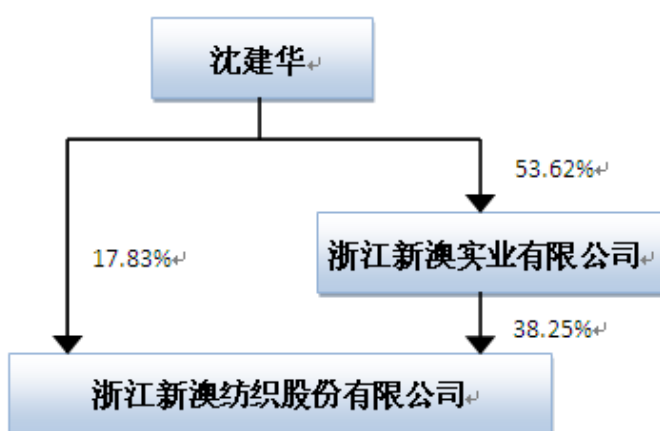 沈建华
53.62%
17.83%
浙江新澳实业有限公司
38.25%
浙江新澳纺织股份有限公司